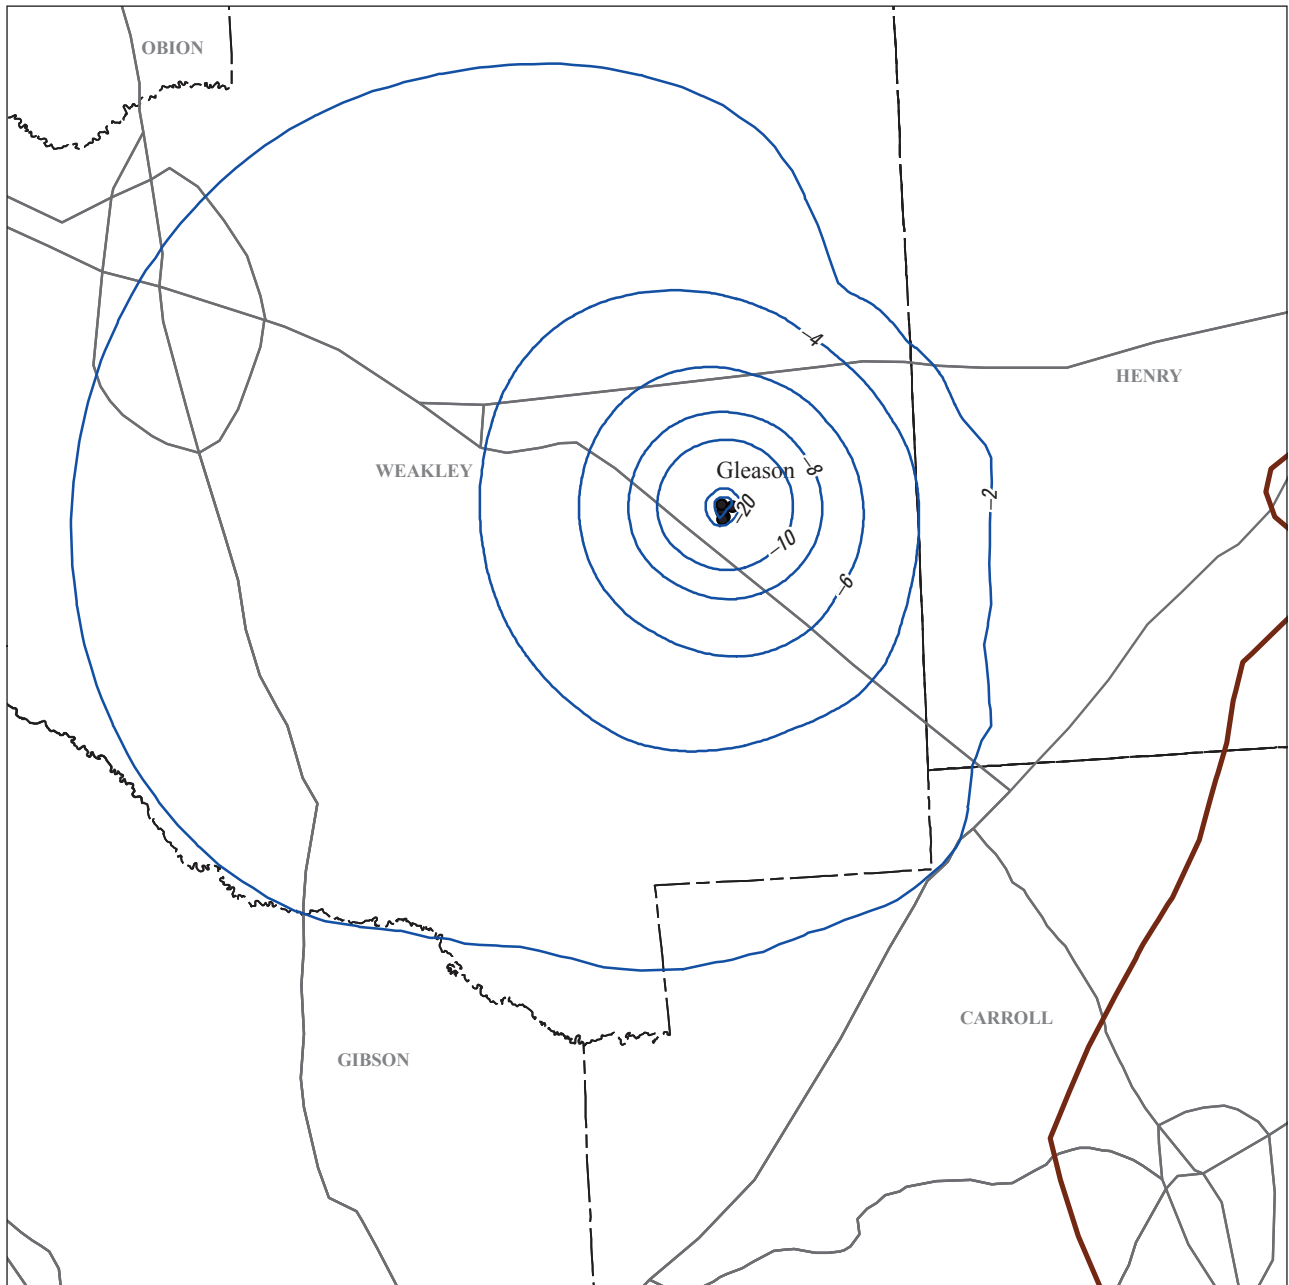 OBION
–4
HENRY
WEAKLEY
Gleason
–8
–2
–20
–10
–6
CARROLL
GIBSON